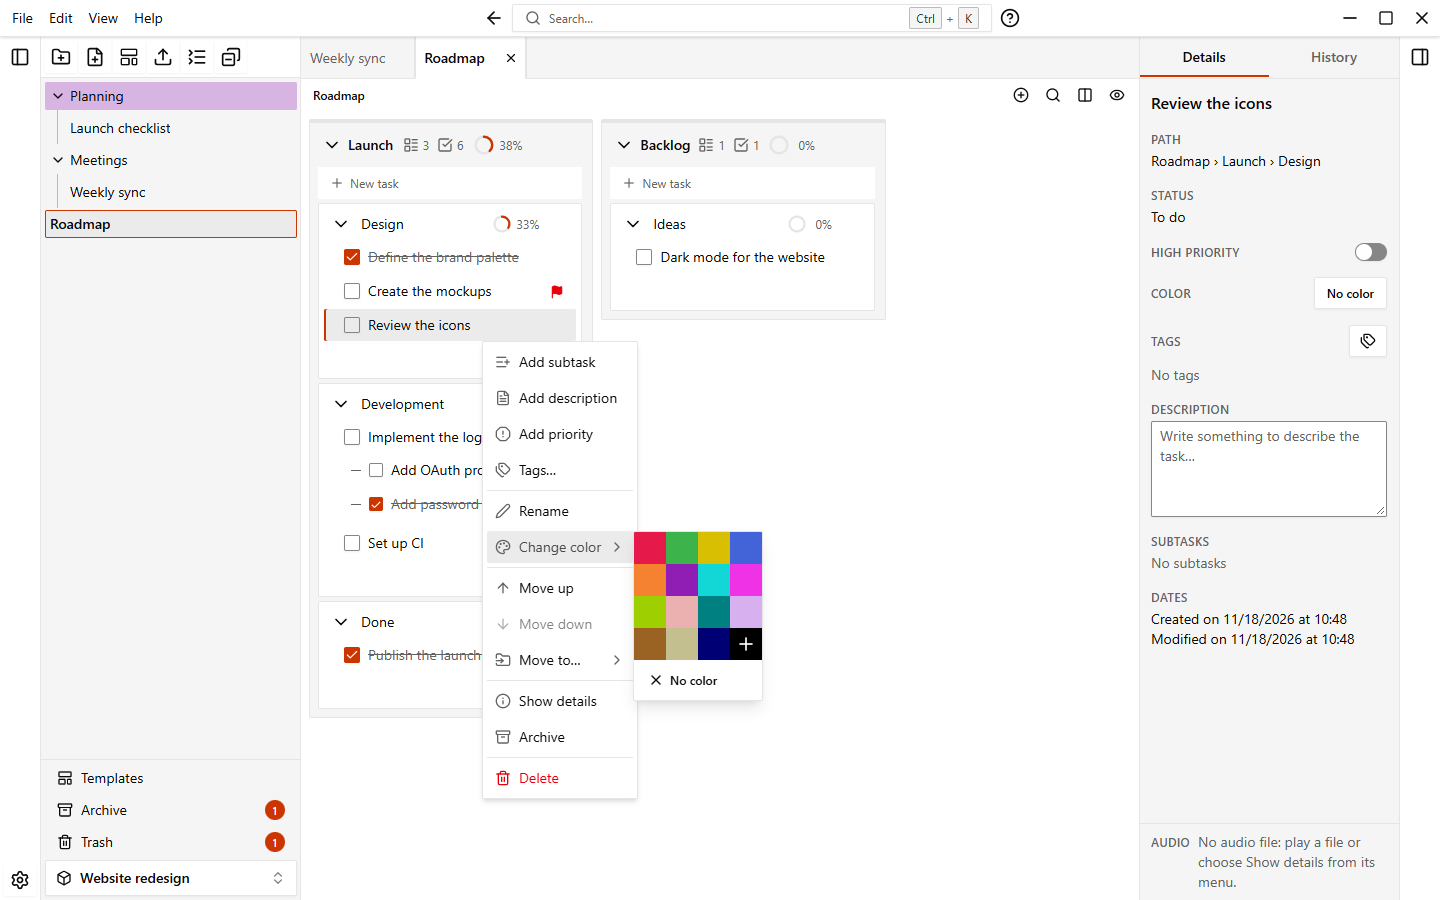 File Edit View Help
Search... Ctrl + K
Planning
Launch checklist
Meetings
Weekly sync
Roadmap
Templates
Archive 1
Trash 1
Website redesign
Weekly sync
Roadmap
Roadmap
Launch 3 6 38%
New task
Design 33%
Define the brand palette
Create the mockups
Review the icons
Development
Implement the log
Add OAuth pro
Add password
Set up CI
Done
Publish the launch
Backlog 1 1 0%
New task
Ideas 0%
Dark mode for the website
Add subtask
Add description
Add priority
Tags...
Rename
Change color
Move up
Move down
Move to...
Show details
Archive
Delete
No color
Details History
Review the icons
PATH
Roadmap › Launch › Design
STATUS
To do
HIGH PRIORITY
COLOR No color
TAGS
No tags
DESCRIPTION
Write something to describe the
task...
SUBTASKS
No subtasks
DATES
Created on 11/18/2026 at 10:48
Modified on 11/18/2026 at 10:48
AUDIO No audio file: play a file or
choose Show details from its
menu.